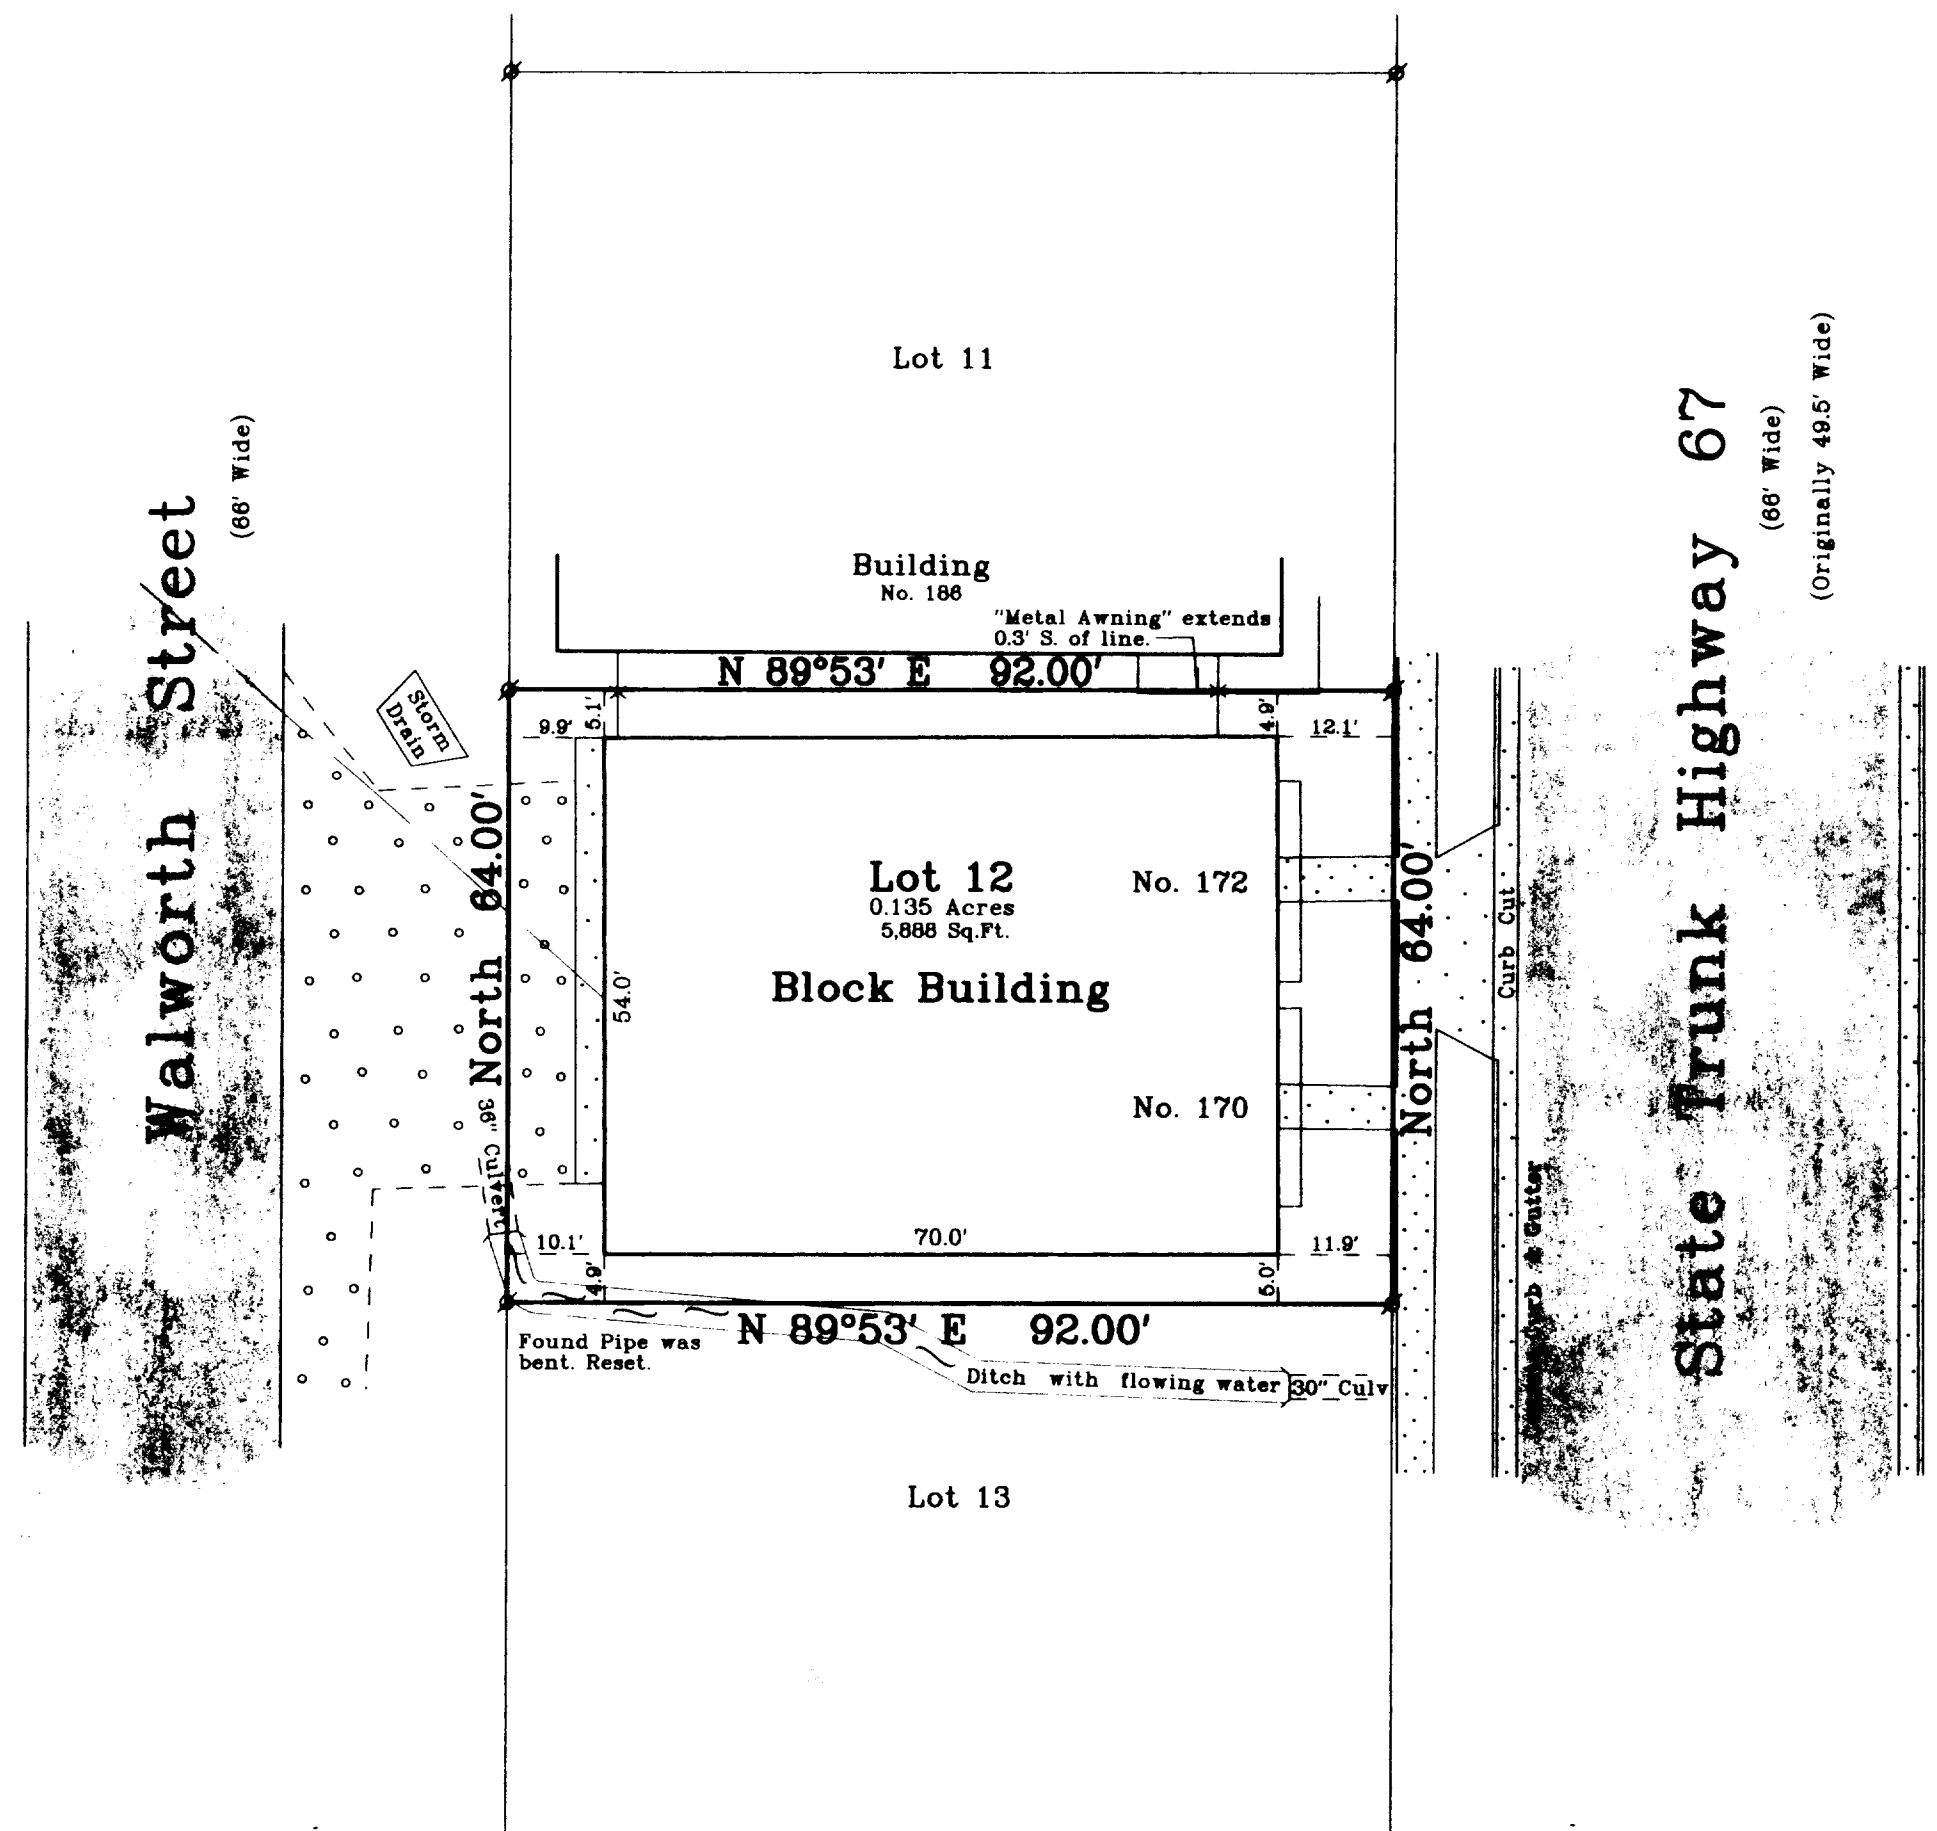 Lot 11
Building
No. 186
"Metal Awning" extends
0.3' S. of line.
N 89°53' E 92.00'
Walworth Street
(66' Wide)
Storm
Drain
9.9'
5.1'
4.9'
12.1'
North 64.00'
36" Culvert
54.0'
Lot 12
0.135 Acres
5,888 Sq.Ft.
Block Building
No. 172
No. 170
70.0'
10.1'
4.9'
5.0'
11.9'
North 64.00'
Curb Cut
Curb & Gutter
State Trunk Highway 67
(66' Wide)
(Originally 49.5' Wide)
N 89°53' E 92.00'
Found Pipe was
bent. Reset.
Ditch with flowing water
30" Culv
Lot 13